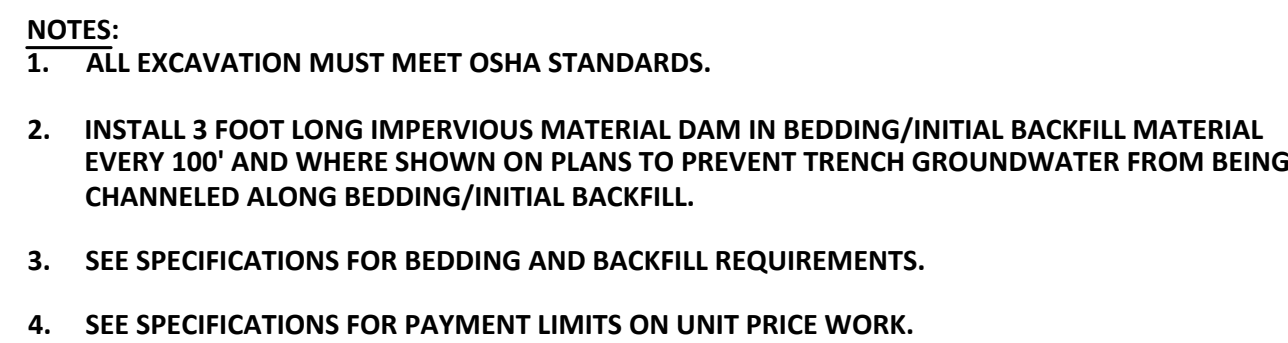 NOTES:
1. ALL EXCAVATION MUST MEET OSHA STANDARDS.
2. INSTALL 3 FOOT LONG IMPERVIOUS MATERIAL DAM IN BEDDING/INITIAL BACKFILL MATERIAL
EVERY 100' AND WHERE SHOWN ON PLANS TO PREVENT TRENCH GROUNDWATER FROM BEING
CHANNELED ALONG BEDDING/INITIAL BACKFILL.
3. SEE SPECIFICATIONS FOR BEDDING AND BACKFILL REQUIREMENTS.
4. SEE SPECIFICATIONS FOR PAYMENT LIMITS ON UNIT PRICE WORK.